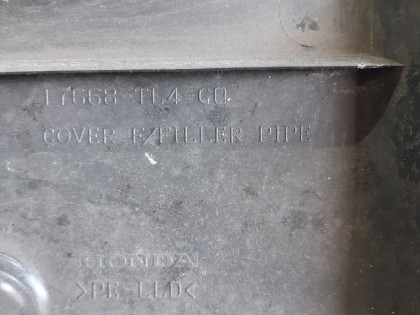 17668-TL4-G0
COVER F/FILLER PIPE
HONDA
>PE-LLD<